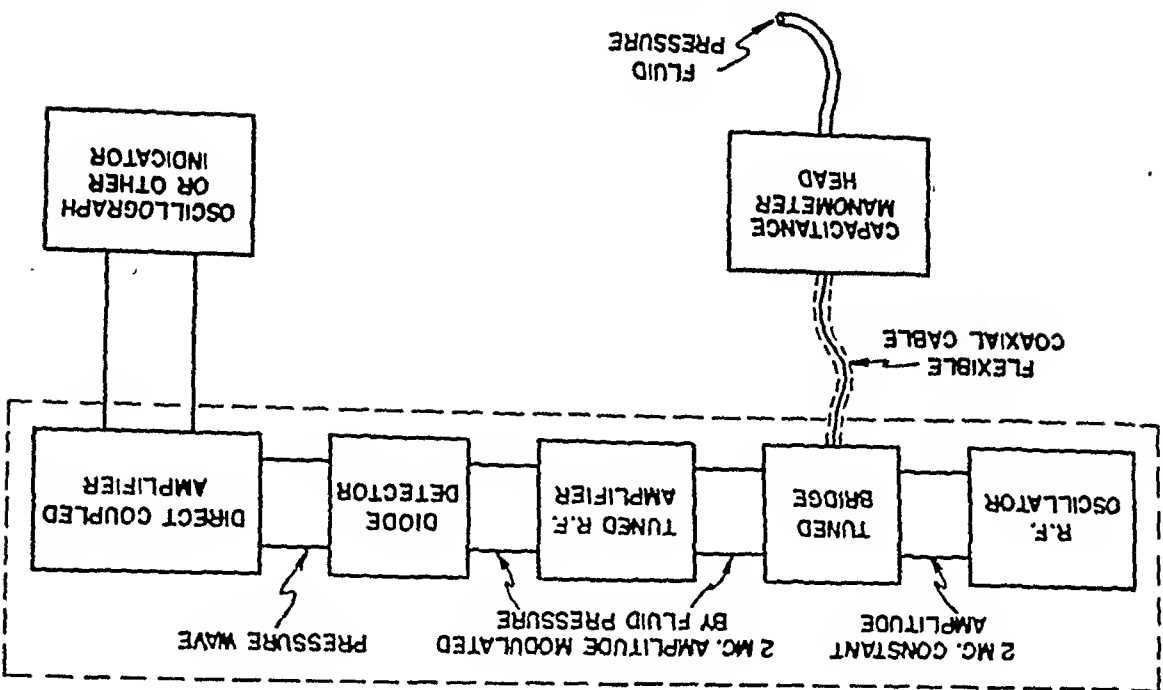 2 MC. CONSTANT
AMPLITUDE
2 MC. AMPLITUDE MODULATED
BY FLUID PRESSURE
PRESSURE WAVE
R.F.
OSCILLATOR
TUNED
BRIDGE
TUNED R.F.
AMPLIFIER
DIODE
DETECTOR
DIRECT COUPLED
AMPLIFIER
FLEXIBLE
COAXIAL CABLE
CAPACITANCE
MANOMETER
HEAD
OSCILLOGRAPH
OR OTHER
INDICATOR
FLUID
PRESSURE